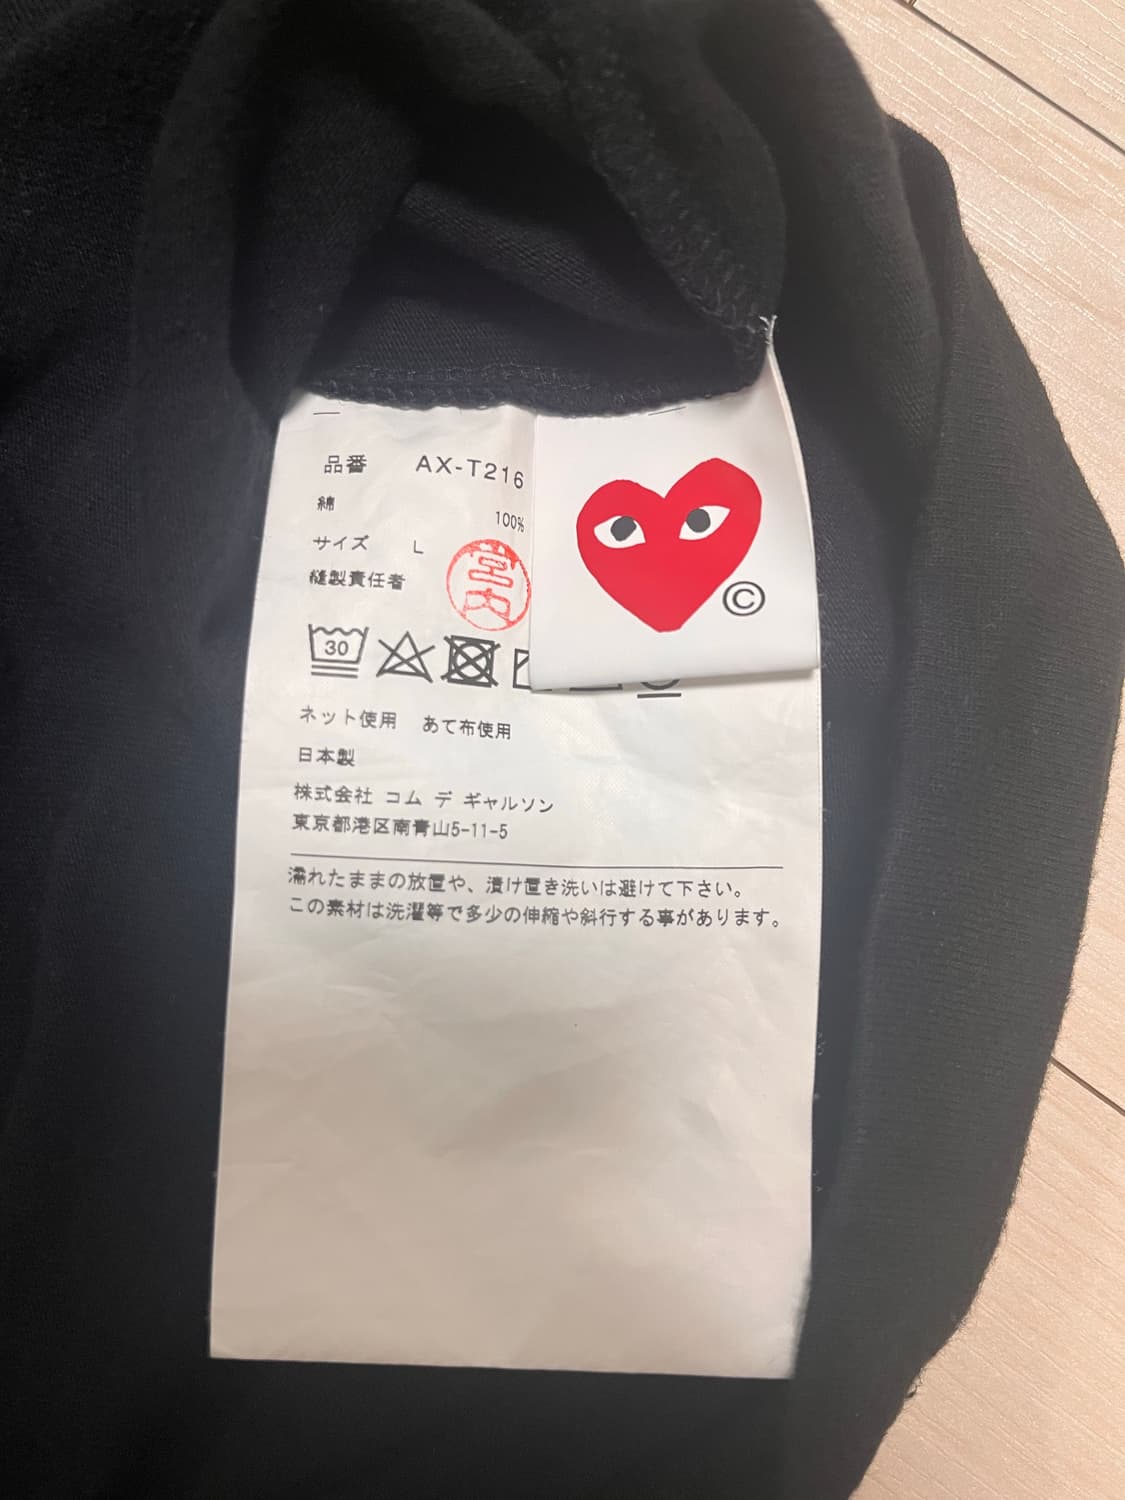 品番 AX-T216
綿 100%
サイズ L
縫製責任者 宮内
30
ネット使用 あて布使用
日本製
株式会社 コム デ ギャルソン
東京都港区南青山5-11-5
濡れたままの放置や、漬け置き洗いは避けて下さい。
この素材は洗濯等で多少の伸縮や斜行する事があります。
©